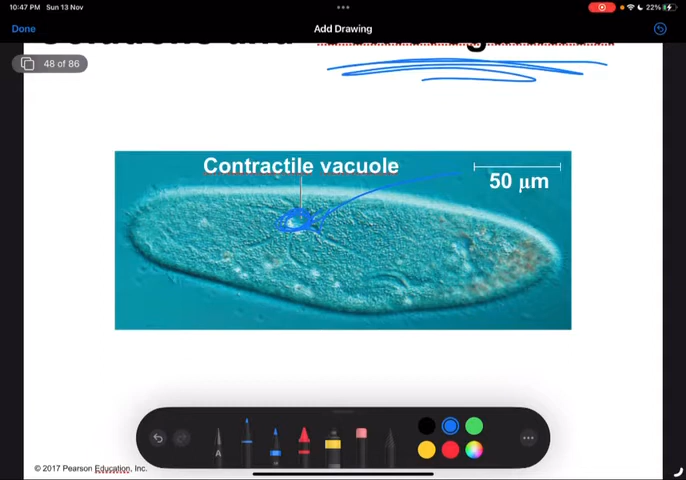 10:47 PM Sun 13 Nov
22%
Done
Add Drawing
48 of 86
Contractile vacuole
50 μm
A
© 2017 Pearson Education, Inc.